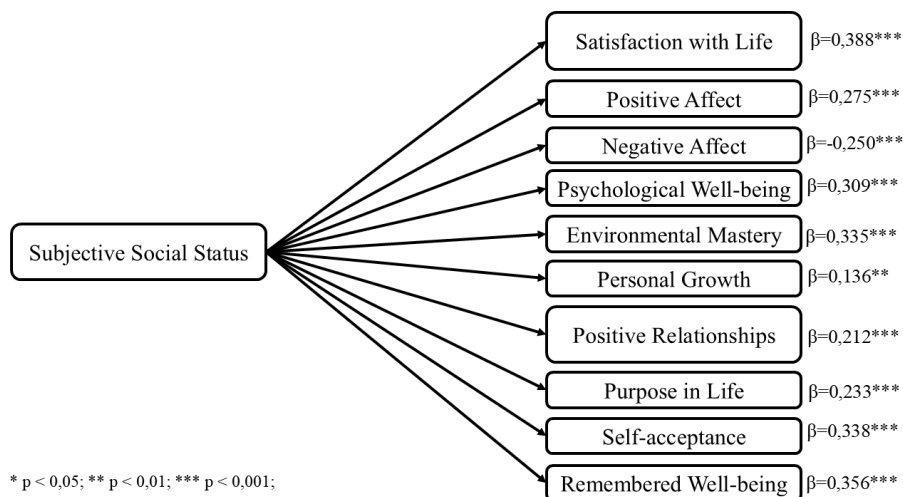 Satisfaction with Life β=0,388***
Positive Affect β=0,275***
Negative Affect β=-0,250***
Psychological Well-being β=0,309***
Environmental Mastery β=0,335***
Subjective Social Status
Personal Growth β=0,136**
Positive Relationships β=0,212***
Purpose in Life β=0,233***
Self-acceptance β=0,338***
Remembered Well-being β=0,356***
* p < 0,05; ** p < 0,01; *** p < 0,001;